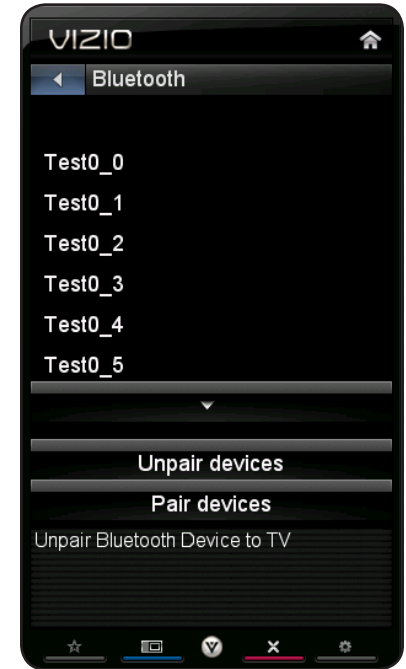 VIZIO
Bluetooth
Test0_0
Test0_1
Test0_2
Test0_3
Test0_4
Test0_5
Unpair devices
Pair devices
Unpair Bluetooth Device to TV
V